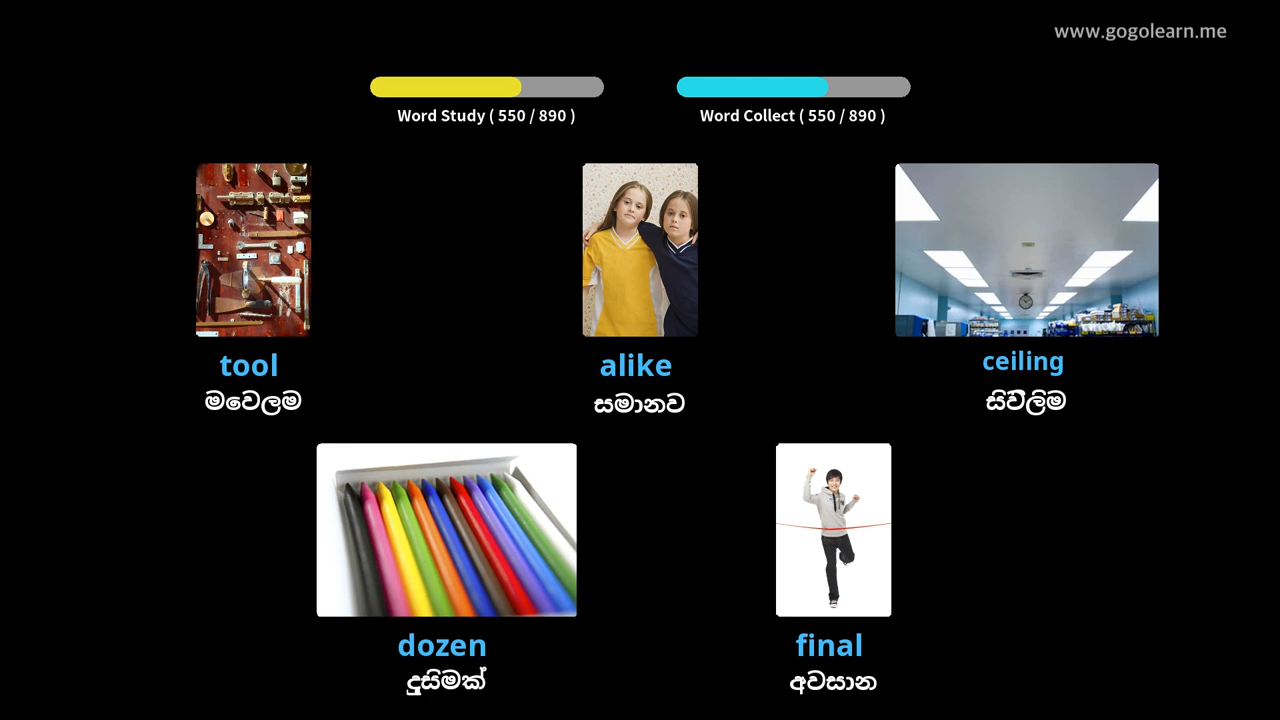 www.gogolearn.me
Word Study ( 550 / 890 )
Word Collect ( 550 / 890 )
tool
මෙවලම
alike
සමානව
ceiling
සිවිලිම
dozen
දුසිමක්
final
අවසාන